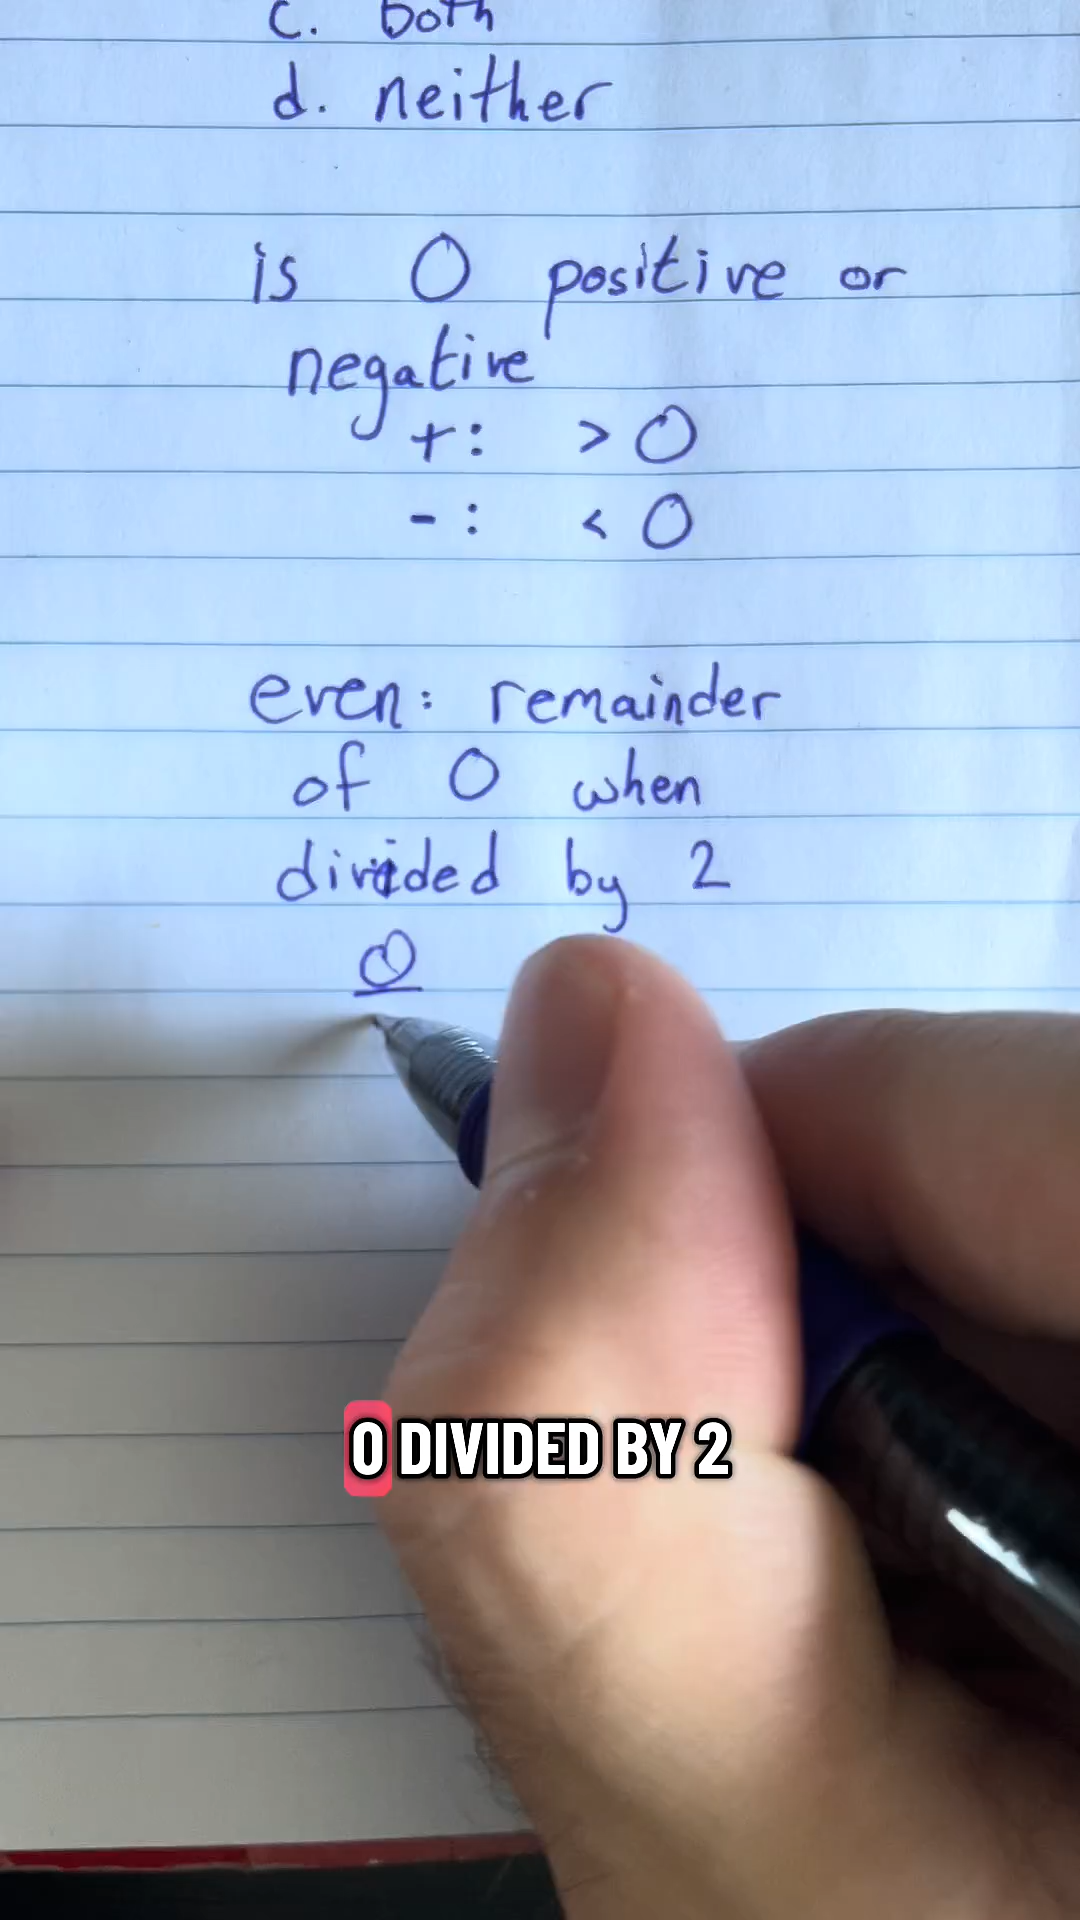 c. both
d. neither
is 0 positive or
negative
+: > 0
- : < 0
even: remainder
of 0 when
divided by 2
0
0 DIVIDED BY 2